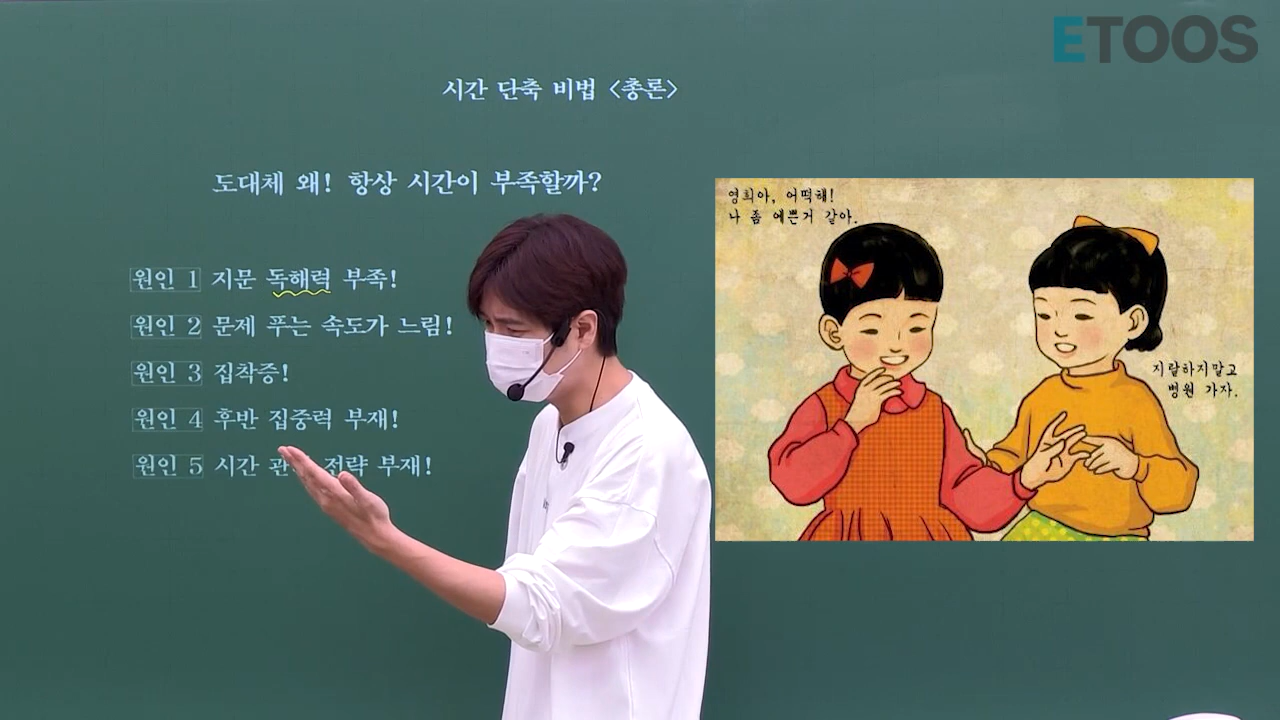 ETOOS
시간 단축 비법 <총론>
도대체 왜! 항상 시간이 부족할까?
원인 1 지문 독해력 부족!
원인 2 문제 푸는 속도가 느림!
원인 3 집착증!
원인 4 후반 집중력 부재!
원인 5 시간 관 전략 부재!
영희아, 어떡해!
나 좀 예쁜거 같아.
지랄하지말고
병원 가자.